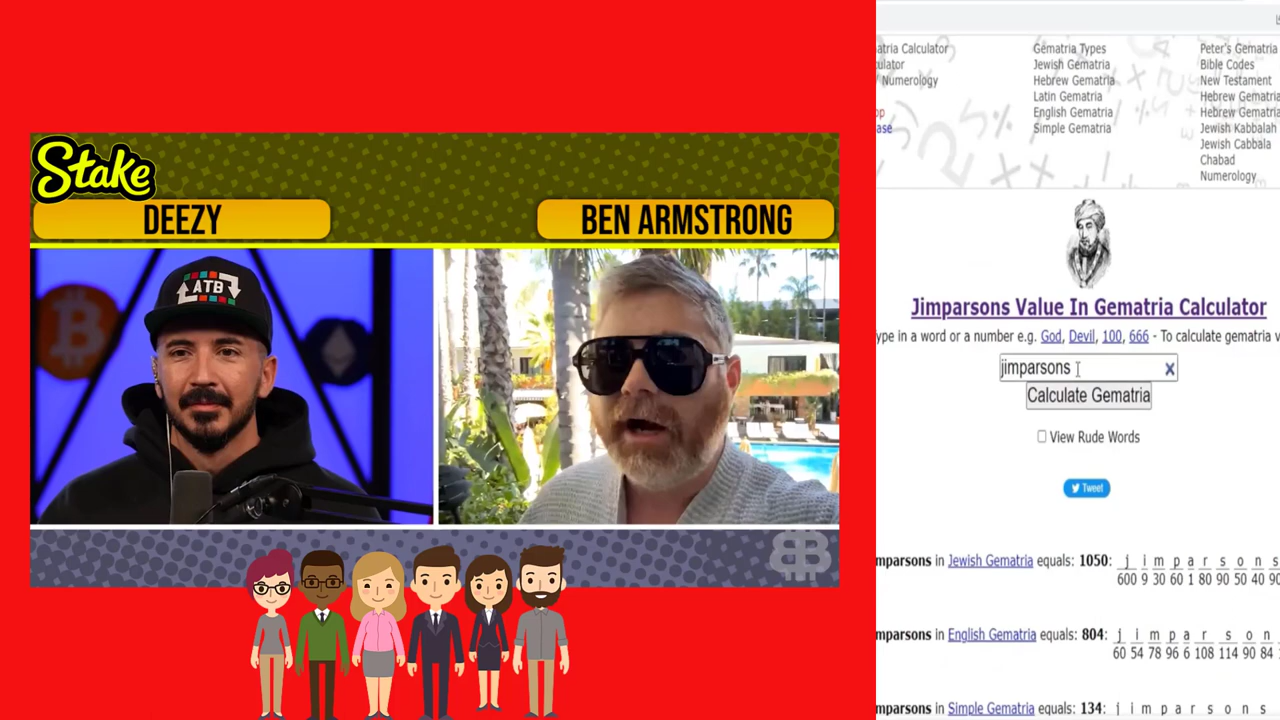 Stake
DEEZY
BEN ARMSTRONG
ATB
atria Calculator
culator
Numerology
op
ase
Gematria Types
Jewish Gematria
Hebrew Gematria
Latin Gematria
English Gematria
Simple Gematria
Peter's Gematria
Bible Codes
New Testament
Hebrew Gematria
Hebrew Gematria
Jewish Kabbalah
Jewish Cabbala
Chabad
Numerology
Jimparsons Value In Gematria Calculator
ype in a word or a number e.g. God, Devil, 100, 666 - To calculate gematria v
jimparsons
Calculate Gematria
View Rude Words
Tweet
mparsons in Jewish Gematria equals: 1050: j i m p a r s o n s
600 9 30 60 1 80 90 50 40 90
mparsons in English Gematria equals: 804: j i m p a r s o n
60 54 78 96 6 108 114 90 84
mparsons in Simple Gematria equals: 134: j i m p a r s o n s